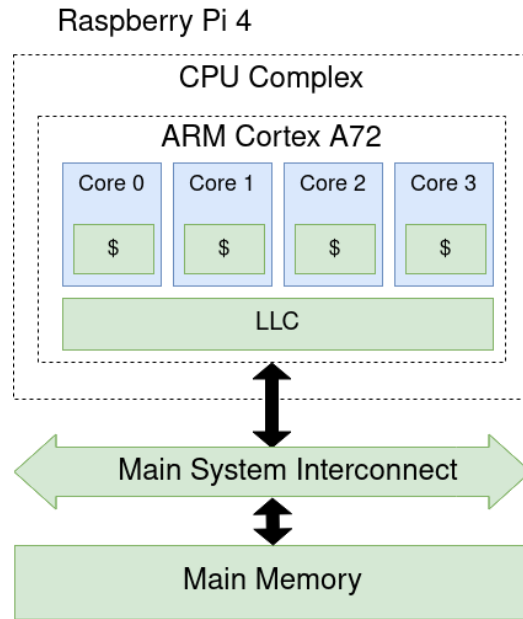 Raspberry Pi 4
CPU Complex
ARM Cortex A72
Core 0 Core 1 Core 2 Core 3
$ $ $ $
LLC
Main System Interconnect
Main Memory